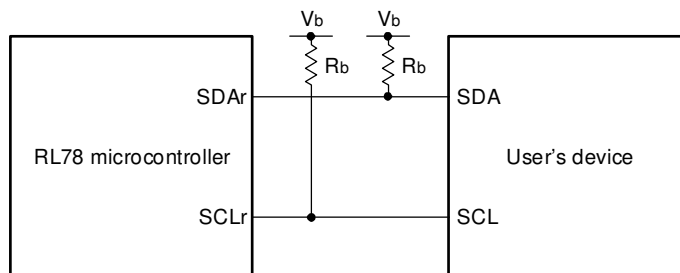 Vb Vb
Rb Rb
SDAr SDA
RL78 microcontroller User's device
SCLr SCL